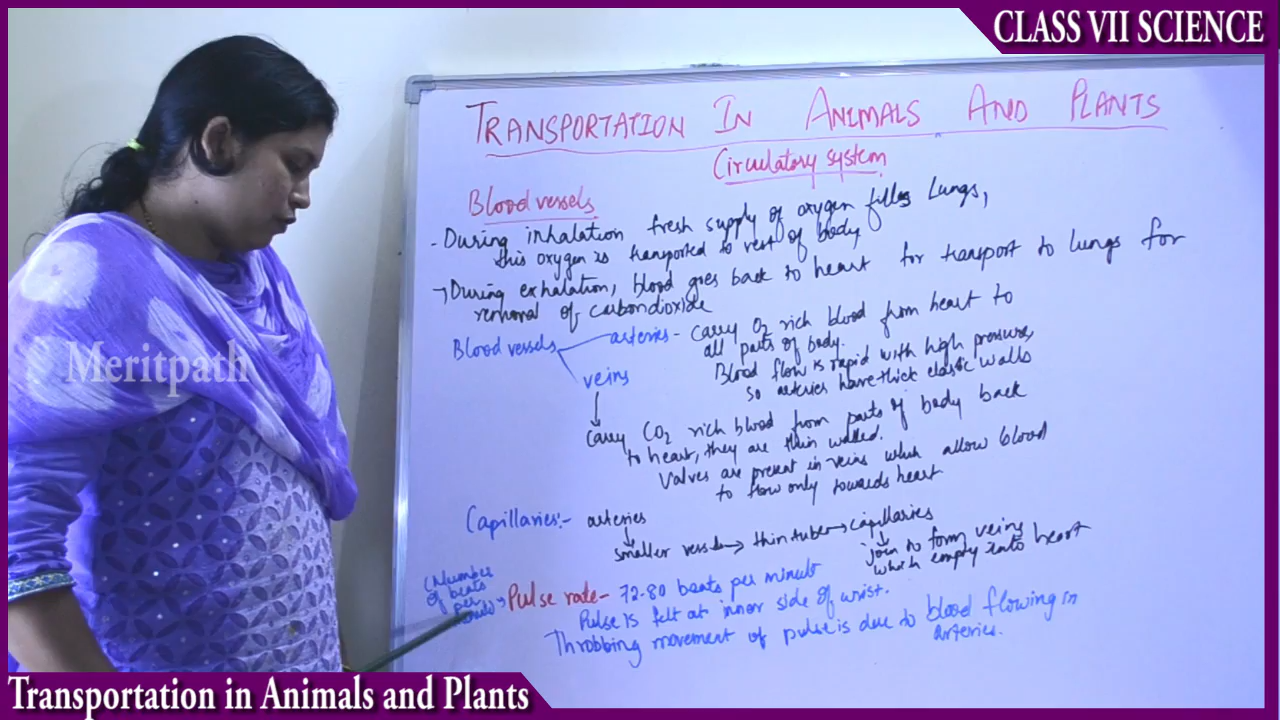 CLASS VII SCIENCE
TRANSPORTATION IN ANIMALS AND PLANTS
Circulatory system
Blood vessels
- During inhalation fresh supply of oxygen fills Lungs,
this oxygen is transported to rest of body
→ During exhalation, blood goes back to heart for transport to lungs for
removal of carbondioxide
Blood vessels arteries - Carry O2 rich blood from heart to
all parts of body.
Blood flow is rapid with high pressure,
so arteries have thick elastic walls
veins
Carry CO2 rich blood from parts of body back
to heart, they are thin walled.
Valves are present in veins which allow blood
to flow only towards heart
Capillaries:- arteries
smaller → thin tubes → capillaries
join to form veins
which empty into heart
(Number
of beats
per
→ Pulse rate - 72-80 beats per minute
Pulse is felt at inner side of wrist.
Throbbing movement of pulse is due to blood flowing in
arteries.
Meritpath
Transportation in Animals and Plants